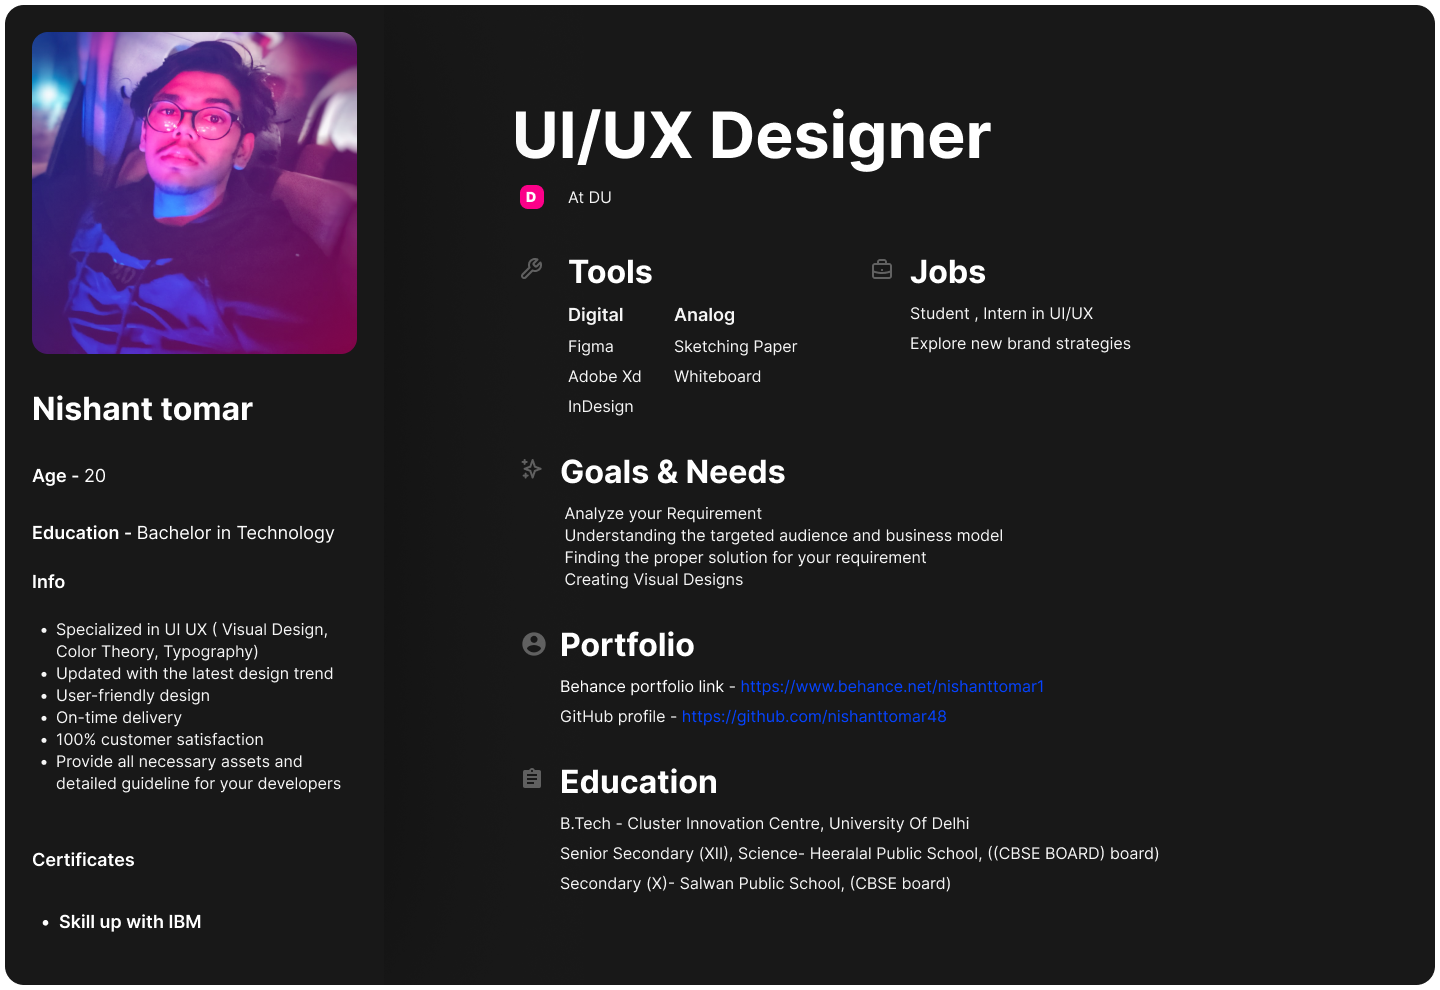 Nishant tomar
Age - 20
Education - Bachelor in Technology
Info
• Specialized in UI UX ( Visual Design,
Color Theory, Typography)
• Updated with the latest design trend
• User-friendly design
• On-time delivery
• 100% customer satisfaction
• Provide all necessary assets and
detailed guideline for your developers
Certificates
• Skill up with IBM
UI/UX Designer
D At DU
Tools
Digital Analog
Figma Sketching Paper
Adobe Xd Whiteboard
InDesign
Jobs
Student , Intern in UI/UX
Explore new brand strategies
Goals & Needs
Analyze your Requirement
Understanding the targeted audience and business model
Finding the proper solution for your requirement
Creating Visual Designs
Portfolio
Behance portfolio link - https://www.behance.net/nishanttomar1
GitHub profile - https://github.com/nishanttomar48
Education
B.Tech - Cluster Innovation Centre, University Of Delhi
Senior Secondary (XII), Science- Heeralal Public School, ((CBSE BOARD) board)
Secondary (X)- Salwan Public School, (CBSE board)